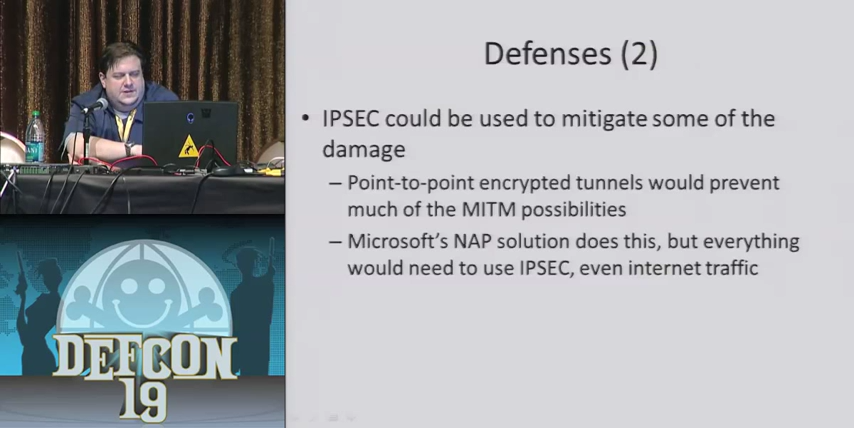 Defenses (2)
• IPSEC could be used to mitigate some of the
damage
– Point-to-point encrypted tunnels would prevent
much of the MITM possibilities
– Microsoft's NAP solution does this, but everything
would need to use IPSEC, even internet traffic
DEFCON
19